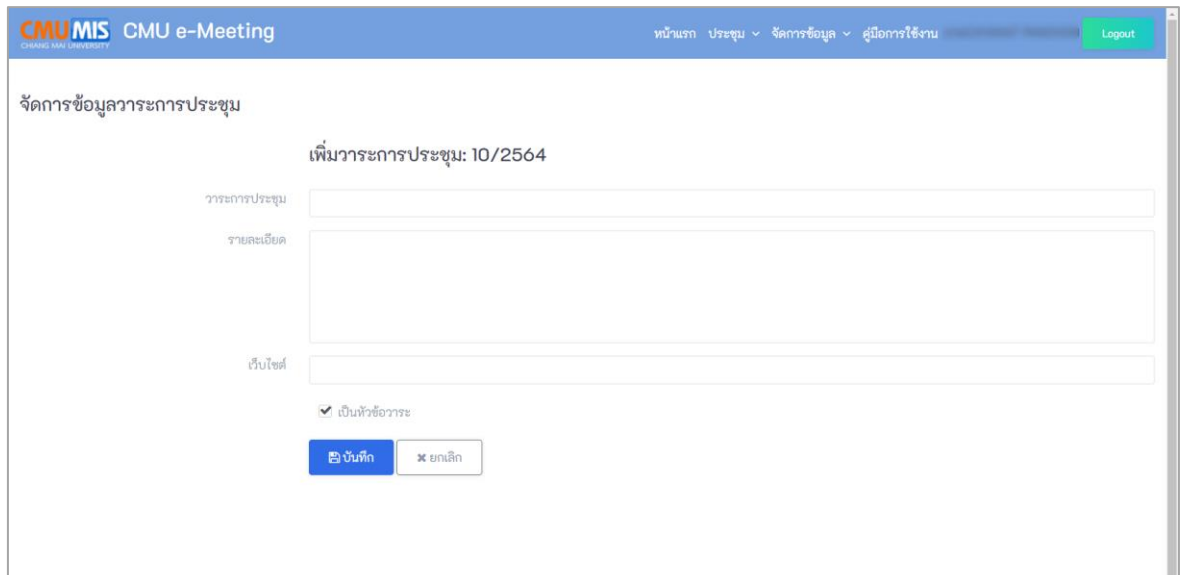 CMU MIS CMU e-Meeting หน้าแรก ประชุม จัดการข้อมูล คู่มือการใช้งาน Logout
CHIANG MAI UNIVERSITY
จัดการข้อมูลวาระการประชุม
เพิ่มวาระการประชุม: 10/2564
วาระการประชุม
รายละเอียด
เว็บไซต์
เป็นหัวข้อวาระ
บันทึก ยกเลิก